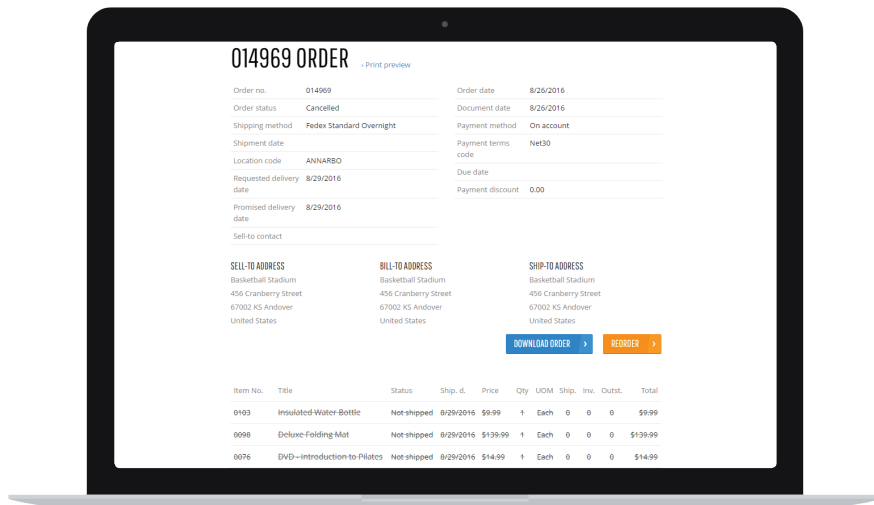 014969 ORDER › Print preview
Order no. 014969
Order status Cancelled
Shipping method Fedex Standard Overnight
Shipment date
Location code ANNARBO
Requested delivery 8/29/2016
date
Promised delivery 8/29/2016
date
Sell-to contact
Order date 8/26/2016
Document date 8/26/2016
Payment method On account
Payment terms Net30
code
Due date
Payment discount 0.00
SELL-TO ADDRESS
Basketball Stadium
456 Cranberry Street
67002 KS Andover
United States
BILL-TO ADDRESS
Basketball Stadium
456 Cranberry Street
67002 KS Andover
United States
SHIP-TO ADDRESS
Basketball Stadium
456 Cranberry Street
67002 KS Andover
United States
DOWNLOAD ORDER › REORDER ›
Item No. Title Status Ship. d. Price Qty UOM Ship. Inv. Outst. Total
0103 Insulated Water Bottle Not shipped 8/29/2016 $9.99 1 Each 0 0 0 $9.99
0098 Deluxe Folding Mat Not shipped 8/29/2016 $139.99 1 Each 0 0 0 $139.99
0076 DVD - Introduction to Pilates Not shipped 8/29/2016 $14.99 1 Each 0 0 0 $14.99